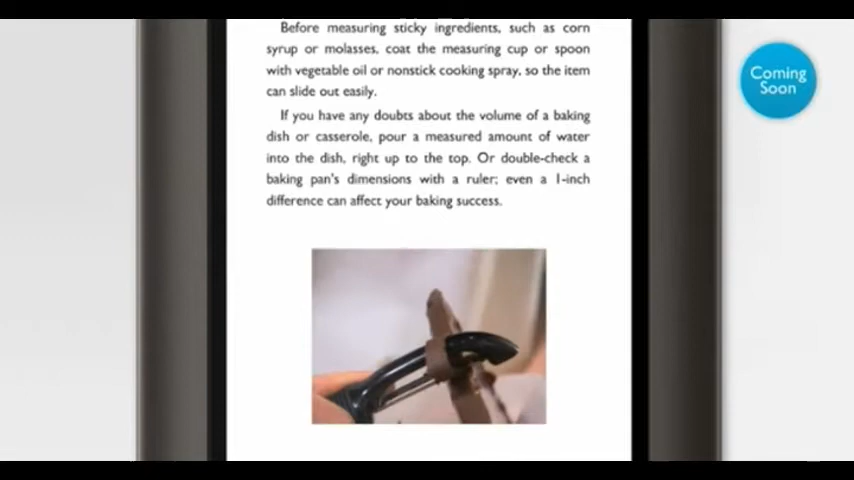 Before measuring sticky ingredients, such as corn
syrup or molasses, coat the measuring cup or spoon
with vegetable oil or nonstick cooking spray, so the item
can slide out easily.
If you have any doubts about the volume of a baking
dish or casserole, pour a measured amount of water
into the dish, right up to the top. Or double-check a
baking pan's dimensions with a ruler; even a 1-inch
difference can affect your baking success.
Coming
Soon